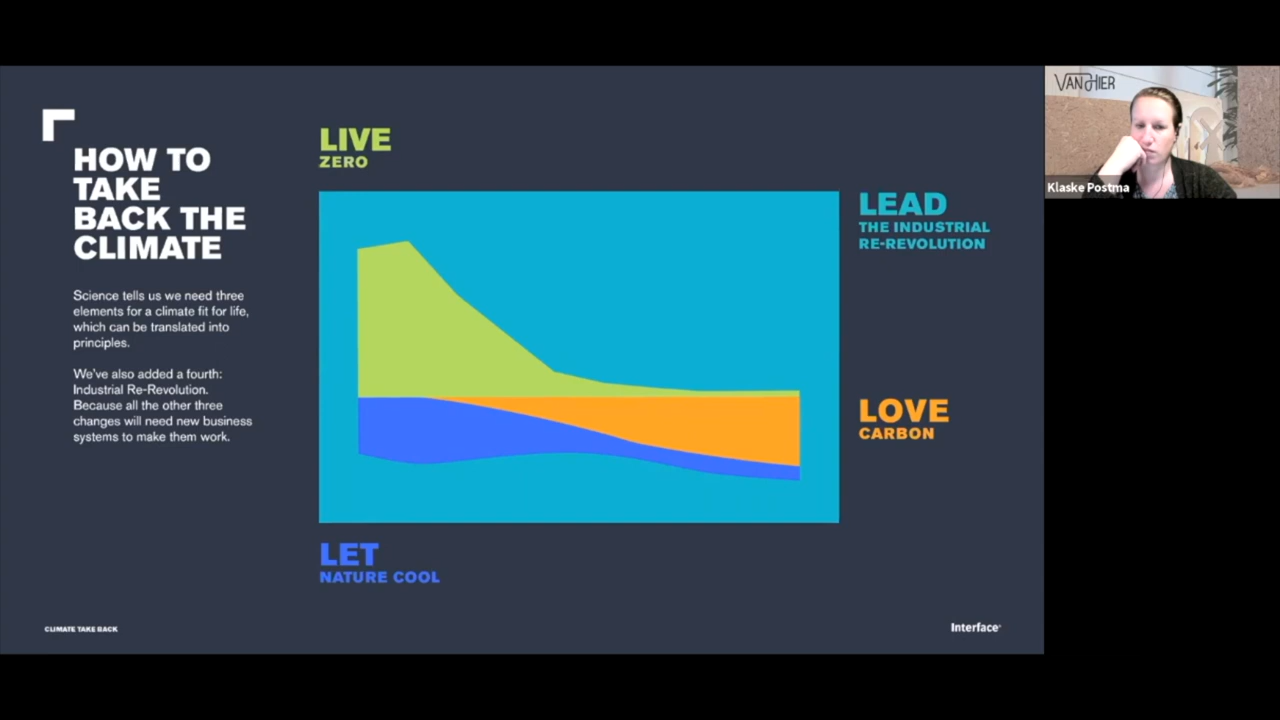 HOW TO
TAKE
BACK THE
CLIMATE
Science tells us we need three
elements for a climate fit for life,
which can be translated into
principles.
We've also added a fourth:
Industrial Re-Revolution.
Because all the other three
changes will need new business
systems to make them work.
LIVE
ZERO
LEAD
THE INDUSTRIAL
RE-REVOLUTION
LOVE
CARBON
LET
NATURE COOL
CLIMATE TAKE BACK
Interface
VANHIER
Klaske Postma